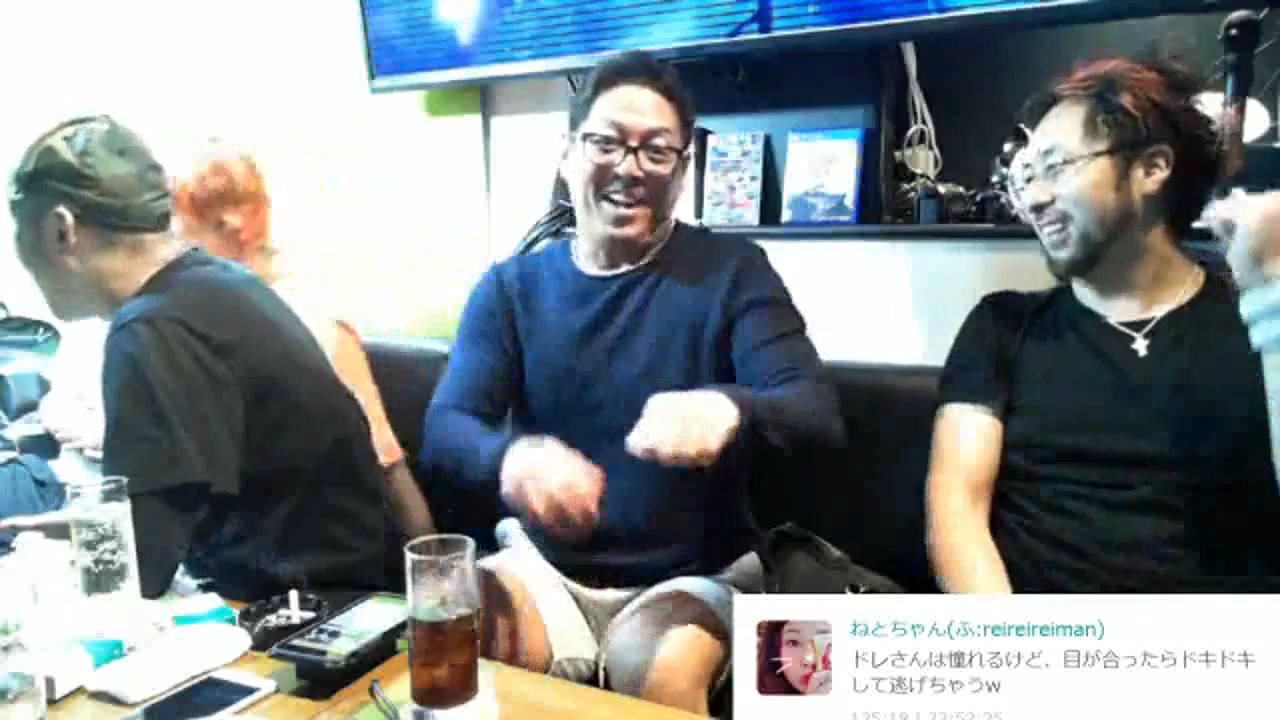 ねとちゃん(ふ:reireireiman)
ドレさんは憧れるけど、目が合ったらドキドキ
して逃げちゃうw